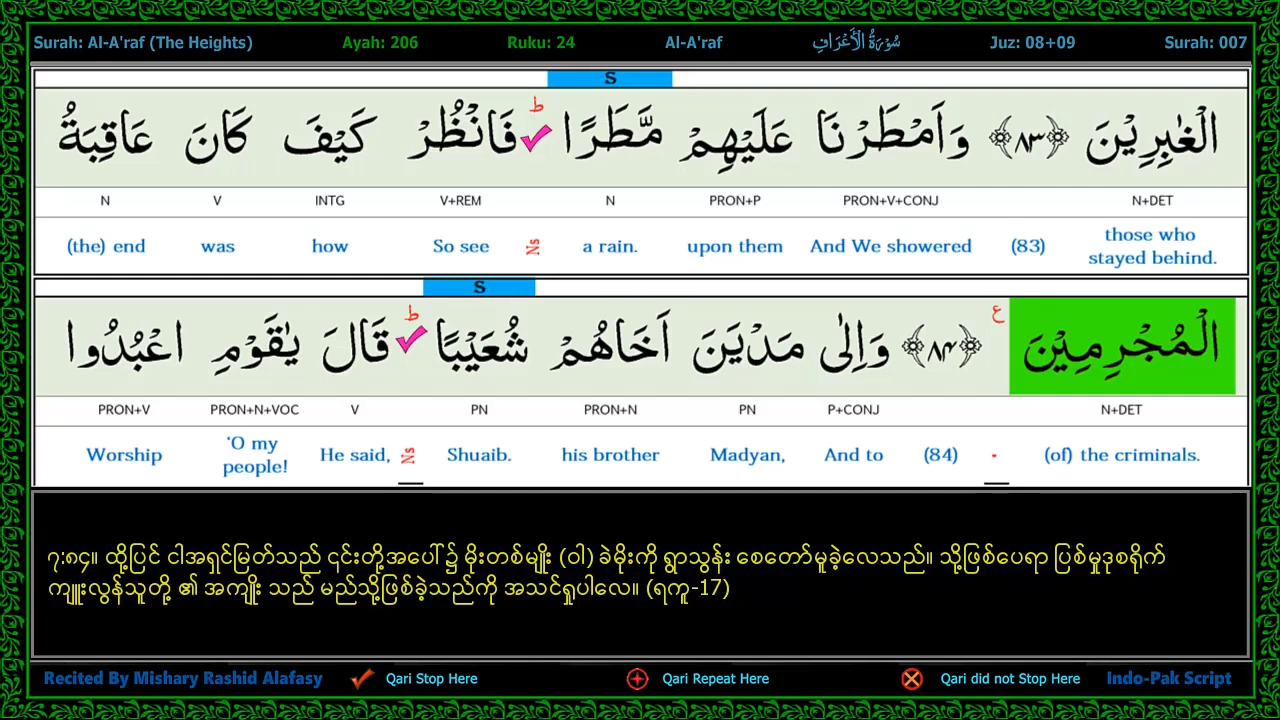 Surah: Al-A'raf (The Heights) Ayah: 206 Ruku: 24 Al-A'raf سُوْرَةُ الْأَعْرَافِ Juz: 08+09 Surah: 007
S
الْغٰبِرِيْنَ ﴿۸۳﴾ وَاَمْطَرْنَا عَلَيْهِمْ مَّطَرًا ؕ فَانْظُرْ كَيْفَ كَانَ عَاقِبَةُ
N V INTG V+REM N PRON+P PRON+V+CONJ N+DET
(the) end was how So see Ns a rain. upon them And We showered (83) those who stayed behind.
S
الْمُجْرِمِيْنَ ع ﴿۸۴﴾ وَاِلٰى مَدْيَنَ اَخَاهُمْ شُعَيْبًا ؕ قَالَ يٰقَوْمِ اعْبُدُوا
PRON+V PRON+N+VOC V PN PRON+N PN P+CONJ N+DET
Worship ‘O my people! He said, Ns Shuaib. his brother Madyan, And to (84) (of) the criminals.
၇:၈၄။ ထို့ပြင် ငါအရှင်မြတ်သည် ၎င်းတို့အပေါ်၌ မိုးတစ်မျိုး (ဝါ) ခဲမိုးကို ရွာသွန်း စေတော်မူခဲ့လေသည်။ သို့ဖြစ်ပေရာ ပြစ်မှုဒုစရိုက်
ကျူးလွန်သူတို့ ၏ အကျိုး သည် မည်သို့ဖြစ်ခဲ့သည်ကို အသင်ရှုပါလေ။ (ရကူ-17)
Recited By Mishary Rashid Alafasy Qari Stop Here Qari Repeat Here Qari did not Stop Here Indo-Pak Script